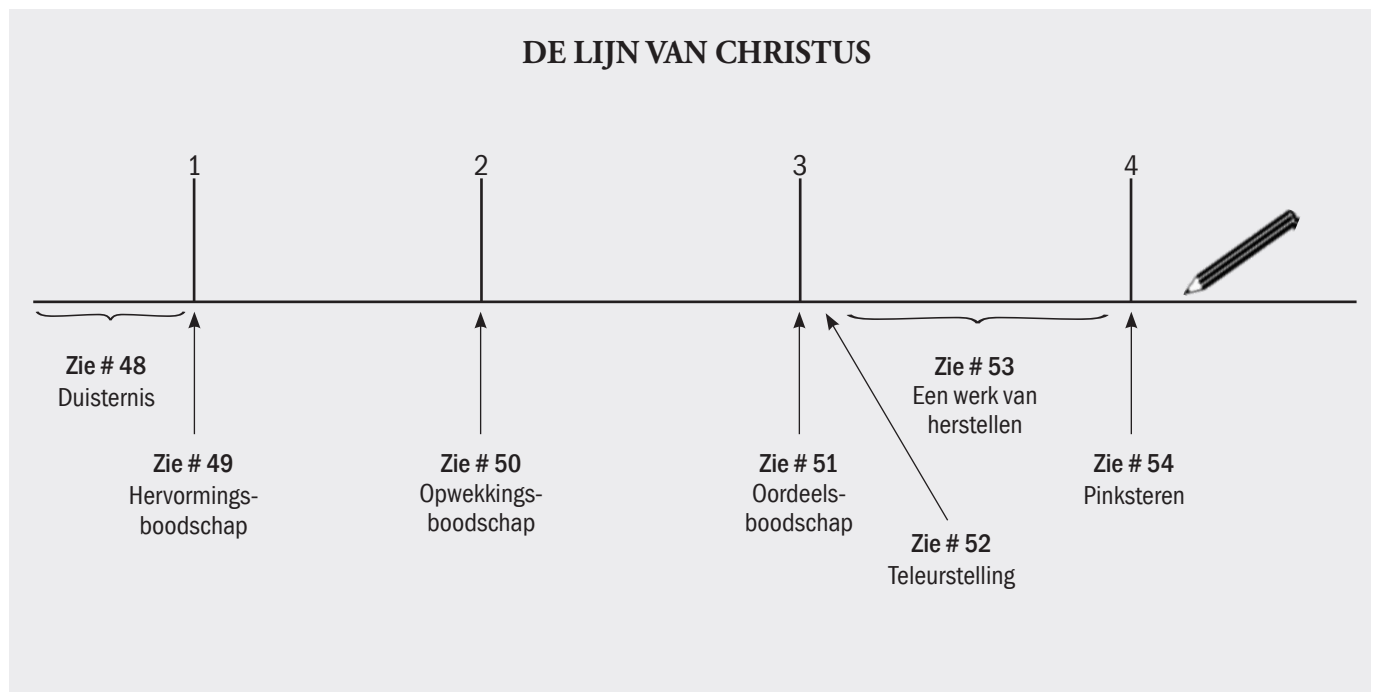 DE LIJN VAN CHRISTUS
1
2
3
4
Zie # 48
Duisternis
Zie # 49
Hervormings-
boodschap
Zie # 50
Opwekkings-
boodschap
Zie # 51
Oordeels-
boodschap
Zie # 52
Teleurstelling
Zie # 53
Een werk van
herstellen
Zie # 54
Pinksteren